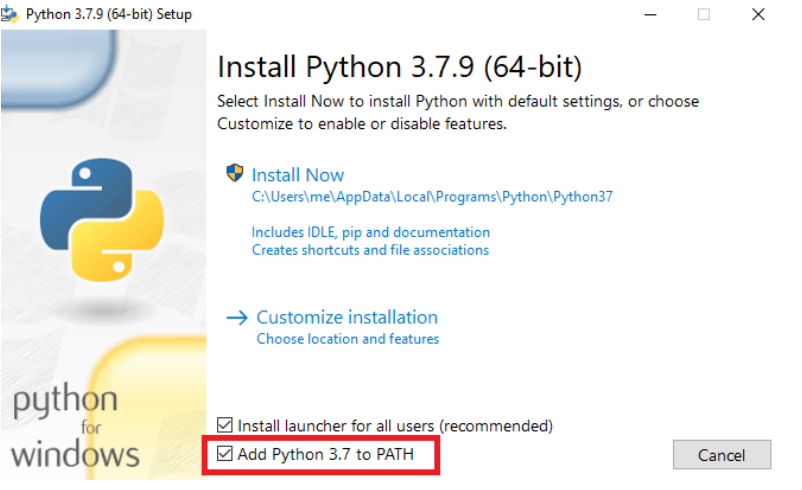 Python 3.7.9 (64-bit) Setup
Install Python 3.7.9 (64-bit)
Select Install Now to install Python with default settings, or choose
Customize to enable or disable features.
Install Now
C:\Users\me\AppData\Local\Programs\Python\Python37
Includes IDLE, pip and documentation
Creates shortcuts and file associations
Customize installation
Choose location and features
python
for
windows
Install launcher for all users (recommended)
Add Python 3.7 to PATH
Cancel